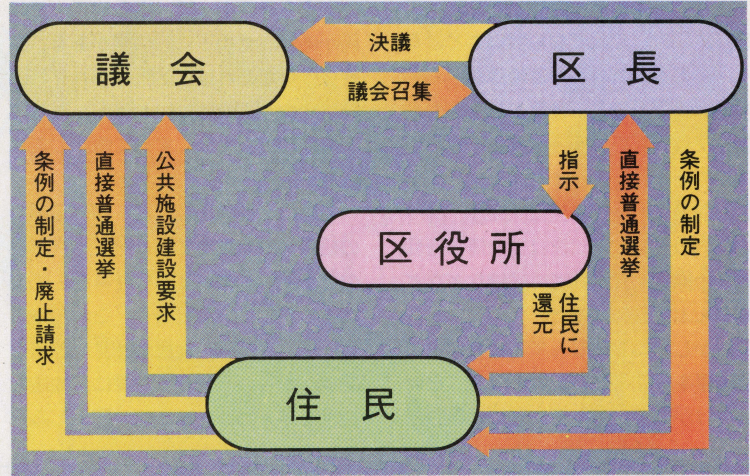 議会
決議
区長
議会召集
条例の制定・廃止請求
直接普通選挙
公共施設建設要求
指示
直接普通選挙
条例の制定
区役所
住民に
還元
住民